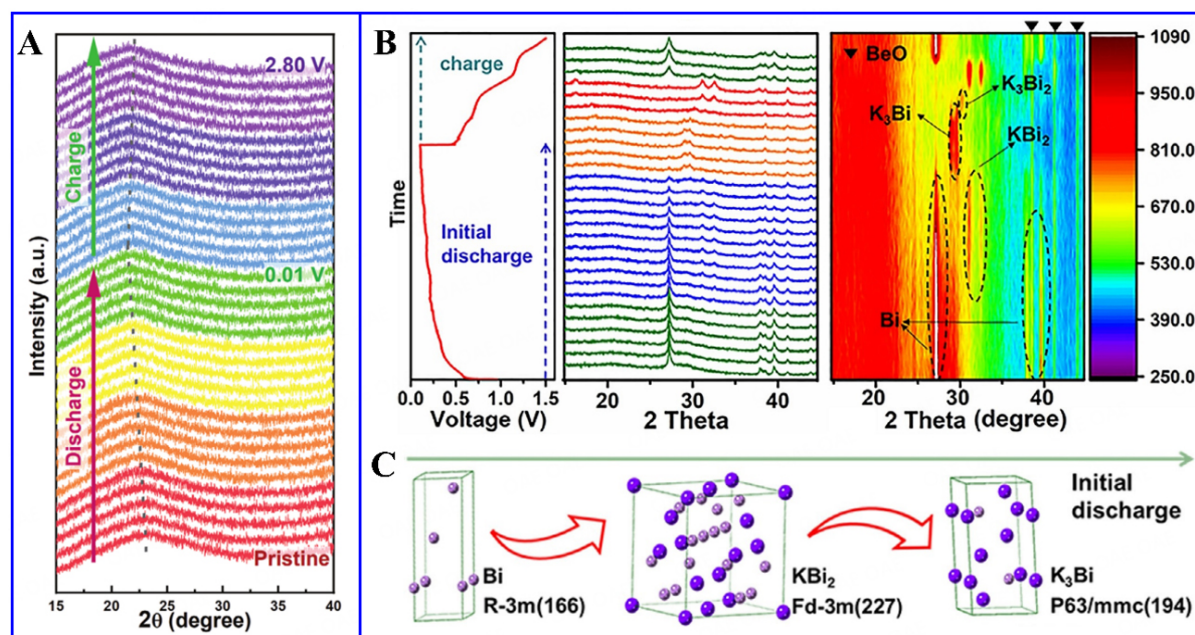 A
Intensity (a.u.)
Charge
Discharge
2.80 V
0.01 V
Pristine
15 20 25 30 35 40
2θ (degree)
B
Time
charge
Initial
discharge
0.0 0.5 1.0 1.5
Voltage (V)
20 30 40
2 Theta
▼ BeO
K₃Bi₂
K₃Bi
KBi₂
Bi
20 30 40
2 Theta (degree)
1090
950.0
810.0
670.0
530.0
390.0
250.0
C
Initial
discharge
Bi
R-3m(166)
KBi₂
Fd-3m(227)
K₃Bi
P63/mmc(194)